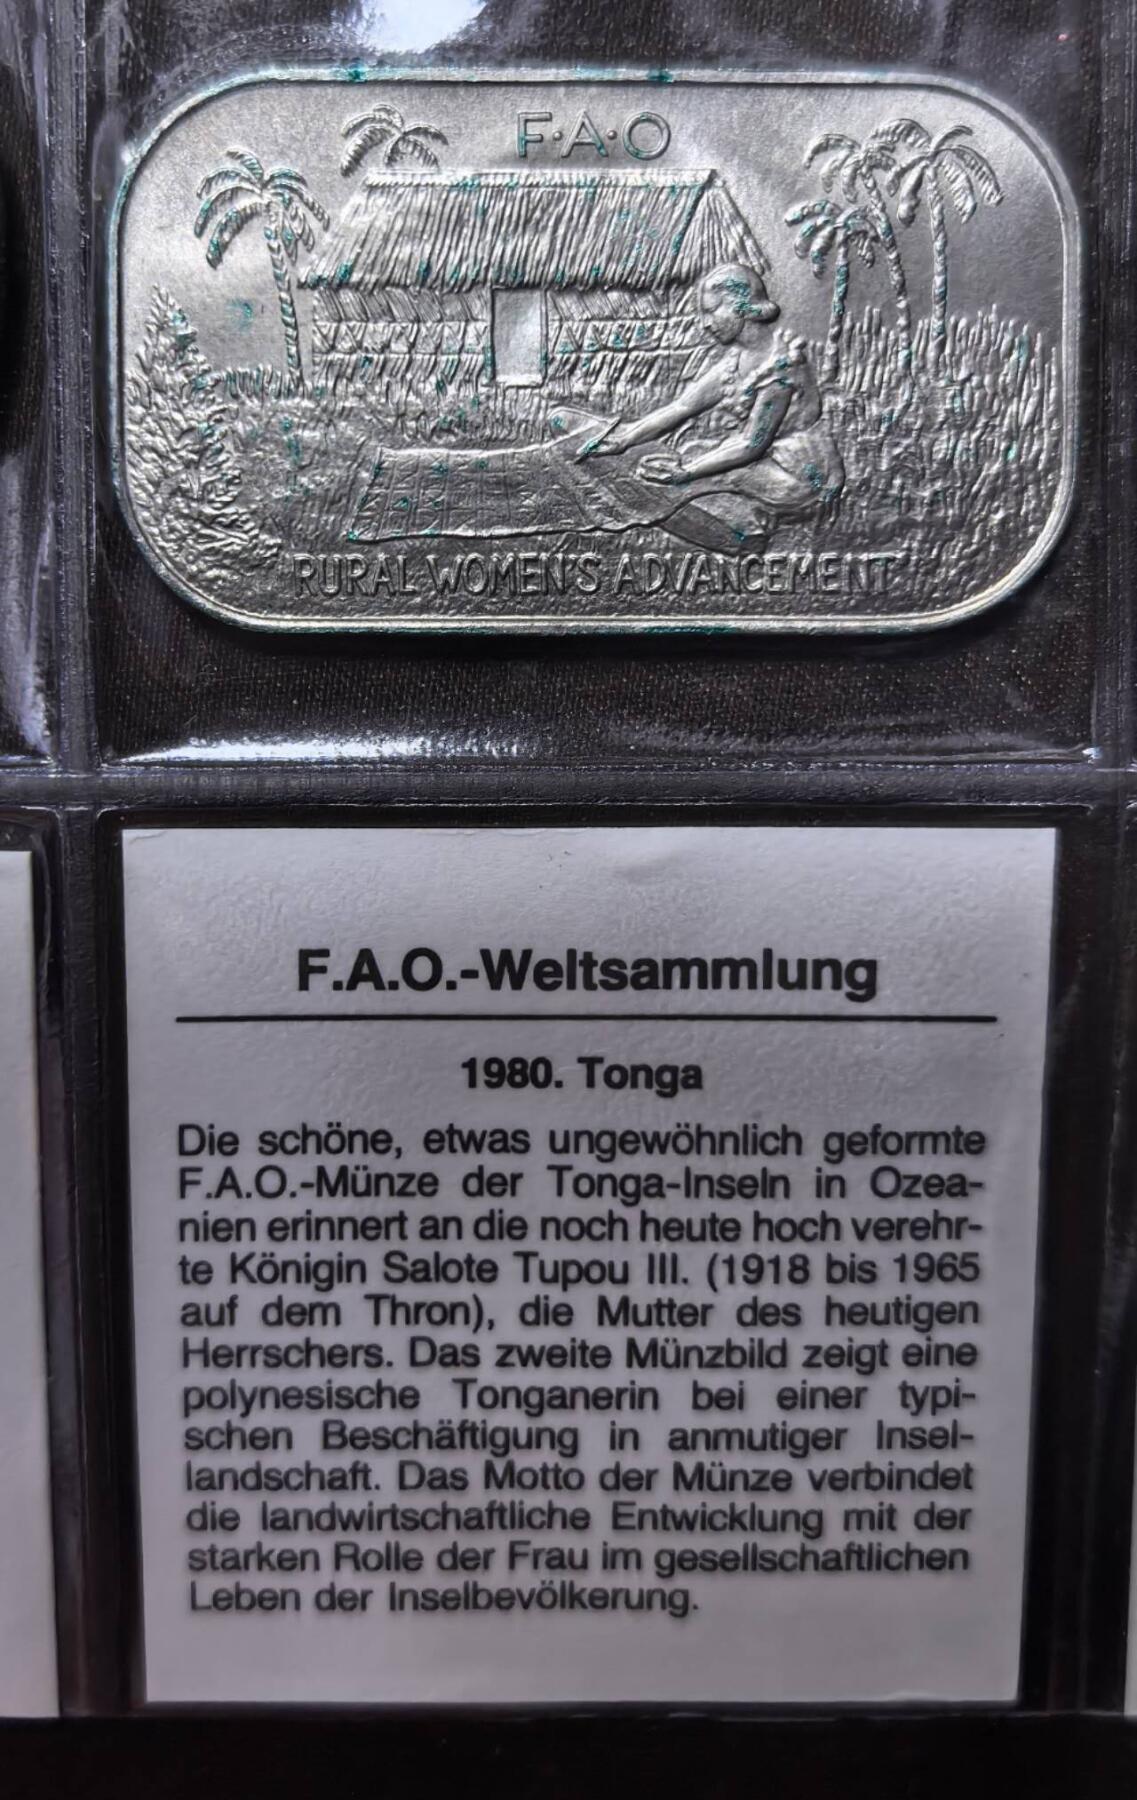 F·A·O
RURAL WOMEN'S ADVANCEMENT
F.A.O.-Weltsammlung
1980. Tonga
Die schöne, etwas ungewöhnlich geformte
F.A.O.-Münze der Tonga-Inseln in Ozea-
nien erinnert an die noch heute hoch verehr-
te Königin Salote Tupou III. (1918 bis 1965
auf dem Thron), die Mutter des heutigen
Herrschers. Das zweite Münzbild zeigt eine
polynesische Tonganerin bei einer typi-
schen Beschäftigung in anmutiger Insel-
landschaft. Das Motto der Münze verbindet
die landwirtschaftliche Entwicklung mit der
starken Rolle der Frau im gesellschaftlichen
Leben der Inselbevölkerung.